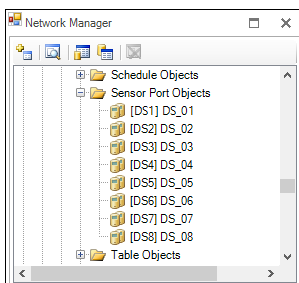 Network Manager
Schedule Objects
Sensor Port Objects
[DS1] DS_01
[DS2] DS_02
[DS3] DS_03
[DS4] DS_04
[DS5] DS_05
[DS6] DS_06
[DS7] DS_07
[DS8] DS_08
Table Objects